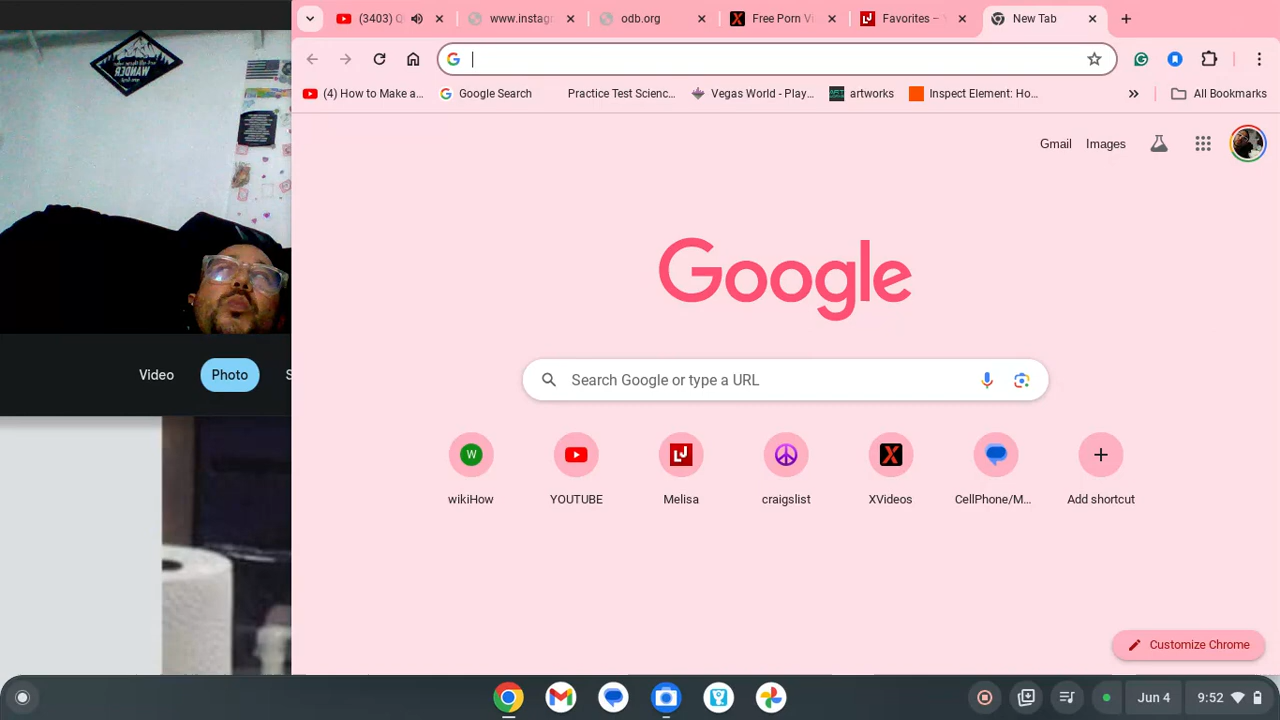 (3403) Q
www.instagr
odb.org
Free Porn Vi
Favorites – Y
New Tab
(4) How to Make a...
Google Search
Practice Test Scienc...
Vegas World - Play...
artworks
Inspect Element: Ho...
All Bookmarks
WANDER
Gmail
Images
Google
Search Google or type a URL
Video
Photo
S
W
wikiHow
YOUTUBE
Melisa
craigslist
XVideos
CellPhone/M...
Add shortcut
Customize Chrome
Jun 4
9:52